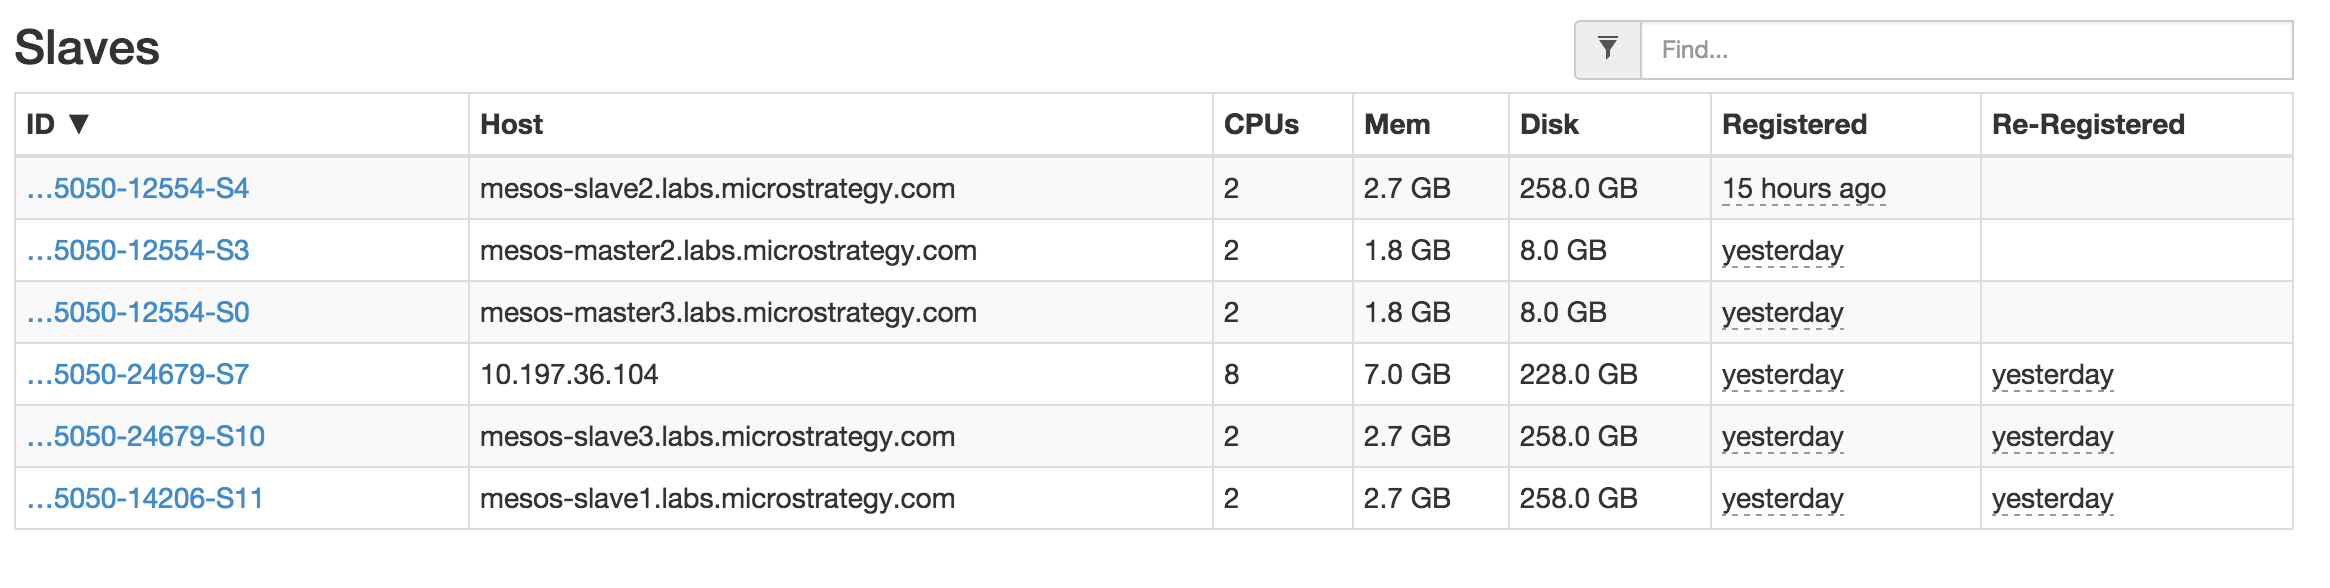 Slaves
Find...
ID ▼ Host CPUs Mem Disk Registered Re-Registered
...5050-12554-S4 mesos-slave2.labs.microstrategy.com 2 2.7 GB 258.0 GB 15 hours ago
...5050-12554-S3 mesos-master2.labs.microstrategy.com 2 1.8 GB 8.0 GB yesterday
...5050-12554-S0 mesos-master3.labs.microstrategy.com 2 1.8 GB 8.0 GB yesterday
...5050-24679-S7 10.197.36.104 8 7.0 GB 228.0 GB yesterday yesterday
...5050-24679-S10 mesos-slave3.labs.microstrategy.com 2 2.7 GB 258.0 GB yesterday yesterday
...5050-14206-S11 mesos-slave1.labs.microstrategy.com 2 2.7 GB 258.0 GB yesterday yesterday